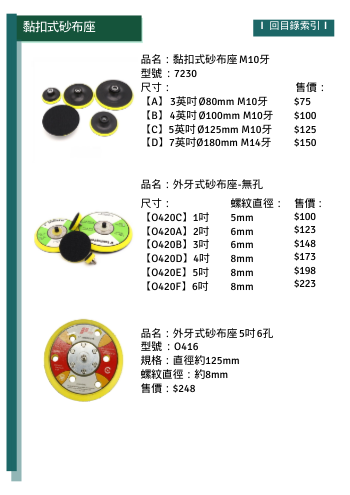 黏扣式砂布座
回目錄索引
品名：黏扣式砂布座M10牙
型號：7230
尺寸： 售價：
【A】3英吋Ø80mm M10牙 $75
【B】4英吋Ø100mm M10牙 $100
【C】5英吋Ø125mm M10牙 $125
【D】7英吋Ø180mm M14牙 $150
品名：外牙式砂布座-無孔
尺寸： 螺紋直徑： 售價：
【O420C】1吋 5mm $100
【O420A】2吋 6mm $123
【O420B】3吋 6mm $148
【O420D】4吋 8mm $173
【O420E】5吋 8mm $198
【O420F】6吋 8mm $223
品名：外牙式砂布座5吋6孔
型號：O416
規格：直徑約125mm
螺紋直徑：約8mm
售價：$248